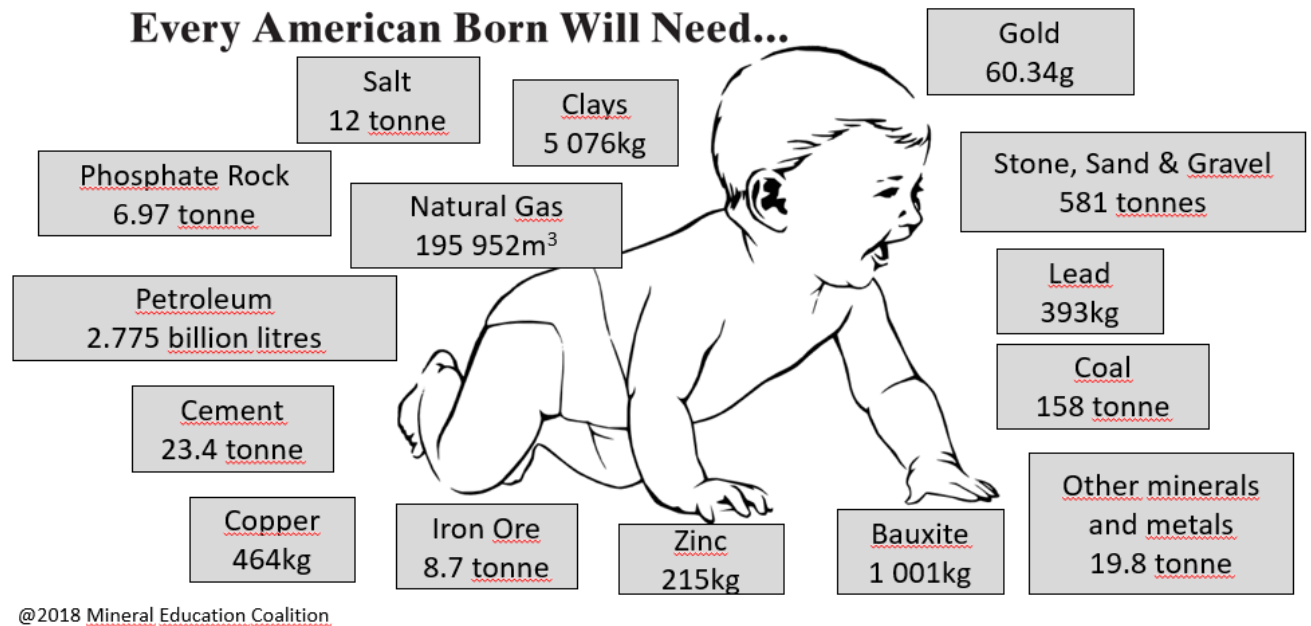 Every American Born Will Need...
Gold
60.34g
Salt
12 tonne
Clays
5 076kg
Stone, Sand & Gravel
581 tonnes
Phosphate Rock
6.97 tonne
Natural Gas
195 952m³
Lead
393kg
Petroleum
2.775 billion litres
Coal
158 tonne
Cement
23.4 tonne
Other minerals
and metals
19.8 tonne
Copper
464kg
Iron Ore
8.7 tonne
Zinc
215kg
Bauxite
1 001kg
@2018 Mineral Education Coalition